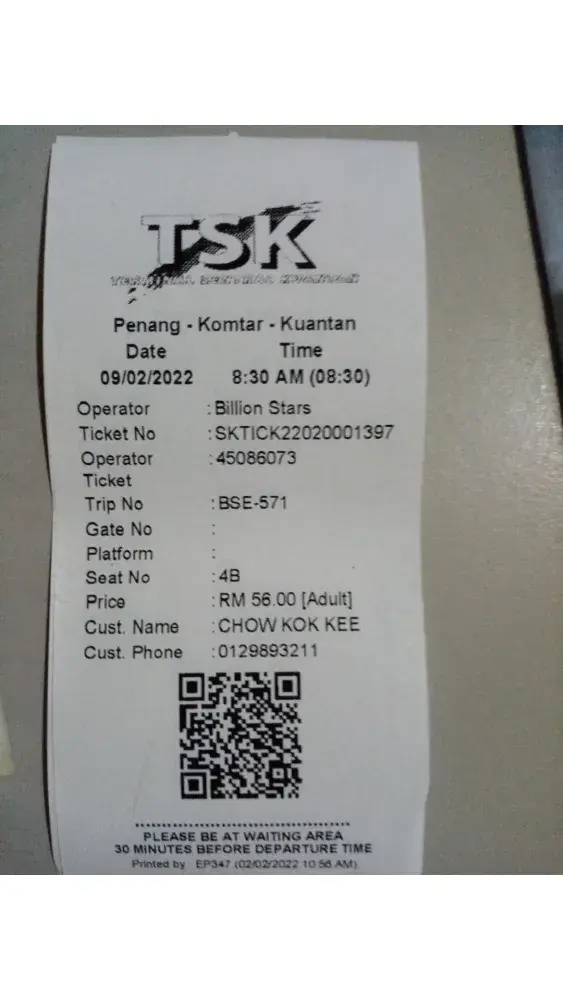 TSK
TERMINAL SENTRAL KUANTAN
Penang - Komtar - Kuantan
Date Time
09/02/2022 8:30 AM (08:30)
Operator : Billion Stars
Ticket No : SKTICK22020001397
Operator : 45086073
Ticket
Trip No : BSE-571
Gate No :
Platform :
Seat No : 4B
Price : RM 56.00 [Adult]
Cust. Name : CHOW KOK KEE
Cust. Phone : 0129893211
PLEASE BE AT WAITING AREA
30 MINUTES BEFORE DEPARTURE TIME
Printed by EP347 (02/02/2022 10:56 AM)